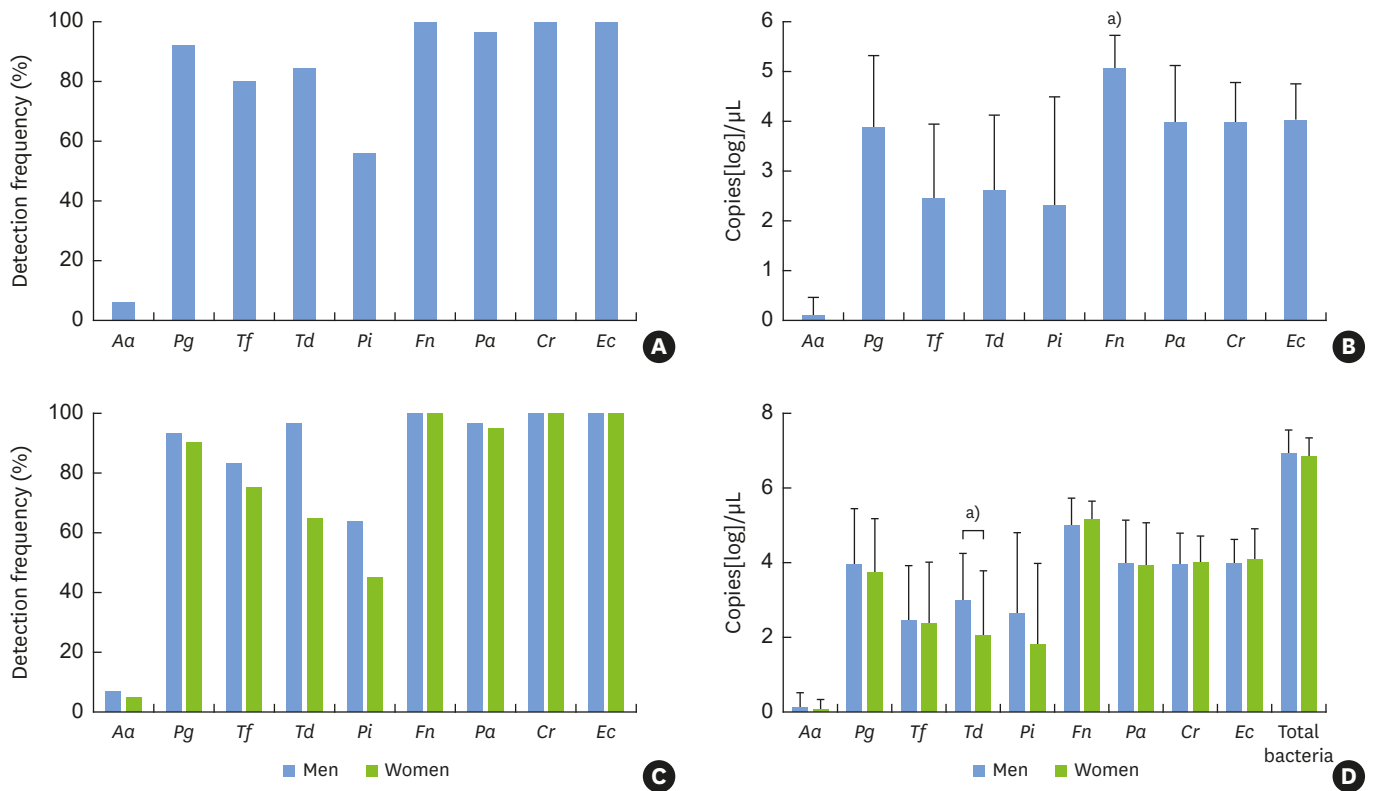 Detection frequency (%)
100
80
60
40
20
0
Aa Pg Tf Td Pi Fn Pa Cr Ec
A
Copies[log]/µL
6
5
4
3
2
1
0
a)
Aa Pg Tf Td Pi Fn Pa Cr Ec
B
Detection frequency (%)
100
80
60
40
20
0
Aa Pg Tf Td Pi Fn Pa Cr Ec
Men Women
C
Copies[log]/µL
8
6
4
2
0
a)
Aa Pg Tf Td Pi Fn Pa Cr Ec Total
bacteria
Men Women
D